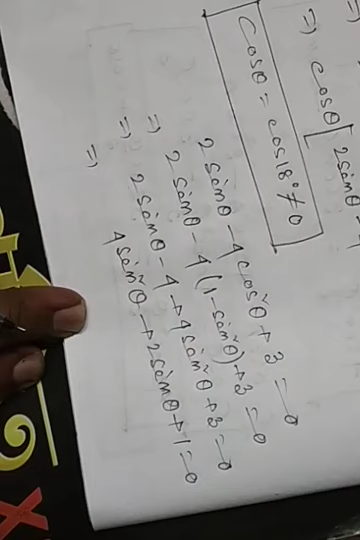 =>
=> cosθ [ 2sinθ -
cosθ = cos18° ≠ 0
2sinθ - 4cos²θ + 3 = 0
=> 2sinθ - 4(1-sin²θ)+3 = 0
=> 2sinθ - 4 + 4sin²θ + 3 = 0
=> 4sin²θ + 2sinθ + 1 = 0